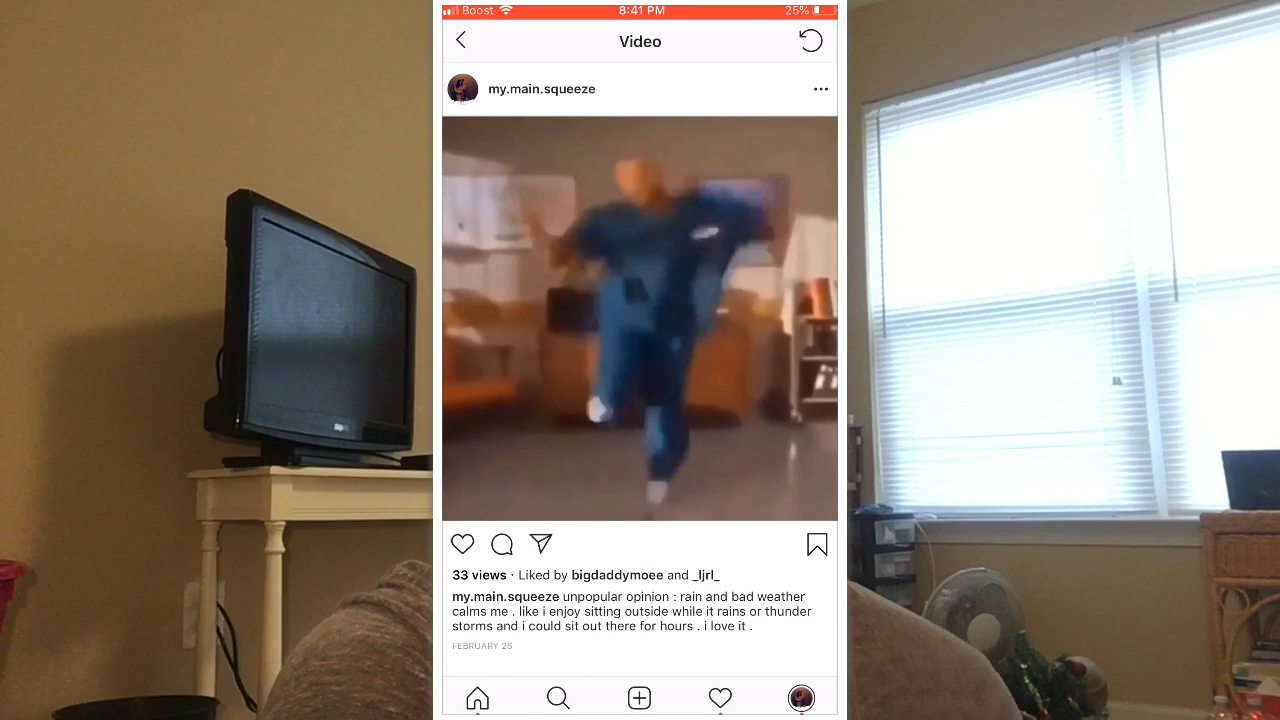 Boost 8:41 PM 25%
Video
my.main.squeeze
33 views · Liked by bigdaddymoee and _ljrl_
my.main.squeeze unpopular opinion : rain and bad weather
calms me . like i enjoy sitting outside while it rains or thunder
storms and i could sit out there for hours . i love it .
FEBRUARY 26